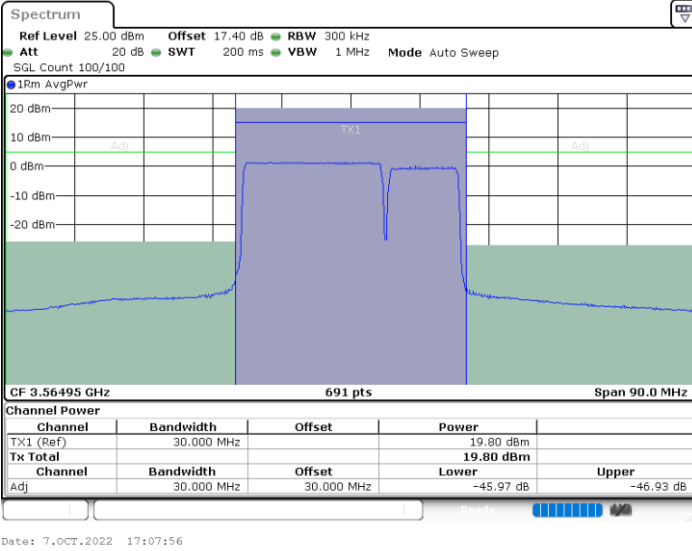 Spectrum
Ref Level 25.00 dBm Offset 17.40 dB RBW 300 kHz
Att 20 dB SWT 200 ms VBW 1 MHz Mode Auto Sweep
SGL Count 100/100
1Rm AvgPwr
20 dBm
TX1
10 dBm
Adj Adj
0 dBm
-10 dBm
-20 dBm
CF 3.56495 GHz 691 pts Span 90.0 MHz
Channel Power
Channel Bandwidth Offset Power
TX1 (Ref) 30.000 MHz 19.80 dBm
Tx Total 19.80 dBm
Channel Bandwidth Offset Lower Upper
Adj 30.000 MHz 30.000 MHz -45.97 dB -46.93 dB
Ready
Date: 7.OCT.2022 17:07:56